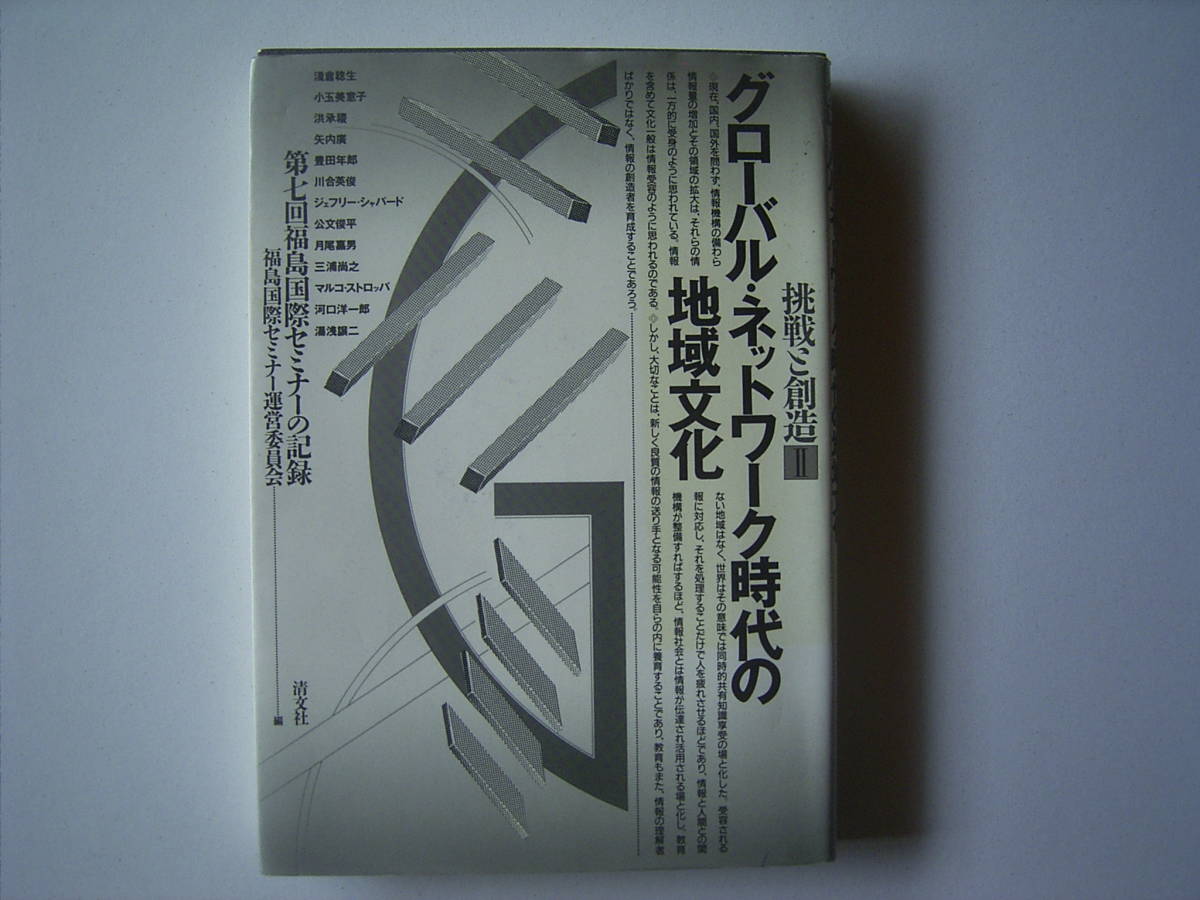 挑戦と創造Ⅱ
グローバル・ネットワーク時代の
地域文化
現在、国内、国外を問わず、情報機構の備わら
ない地域はなく、世界はその意味では同時的共有知識享受の場と化した。受容される
情報量の増加とその領域の拡大は、それらの情
報に対応し、それを処理することだけで人を疲れさせるほどであり、情報と人間との関
係は、一方的に受身のように思われている。情報
機構が整備すればするほど、情報社会とは情報が伝達され活用される場と化し、教育
を含めて文化一般は情報受容のように思われるのである。しかし、大切なことは、新しく良質の情報の送り手となる可能性を自らの内に養育することであり、教育もまた、情報の理解者
ばかりではなく、情報の創造者を育成することであろう。
淺倉稔生
小玉美意子
洪承稷
矢内廣
豊田年郎
川合英俊
ジェフリー・シャパード
公文俊平
月尾嘉男
三浦尚之
マルコ・ストロッパ
河口洋一郎
湯浅譲二
第七回福島国際セミナーの記録
福島国際セミナー運営委員会
編
清文社